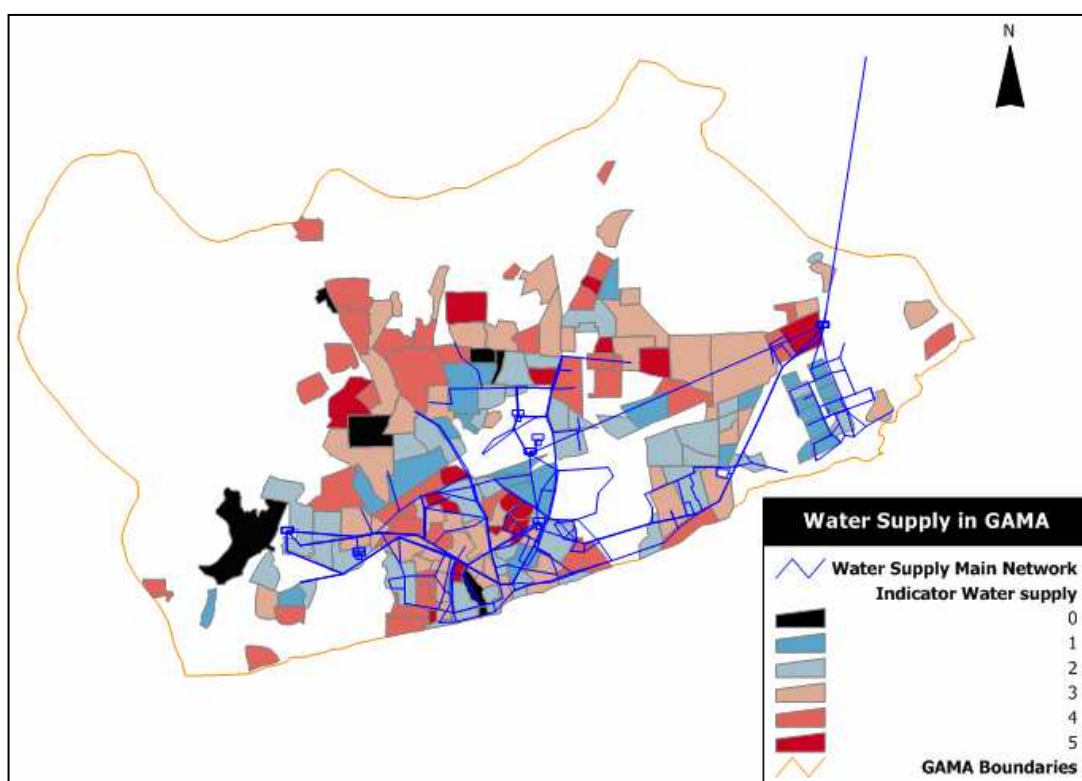 N
Water Supply in GAMA
Water Supply Main Network
Indicator Water supply
0
1
2
3
4
5
GAMA Boundaries